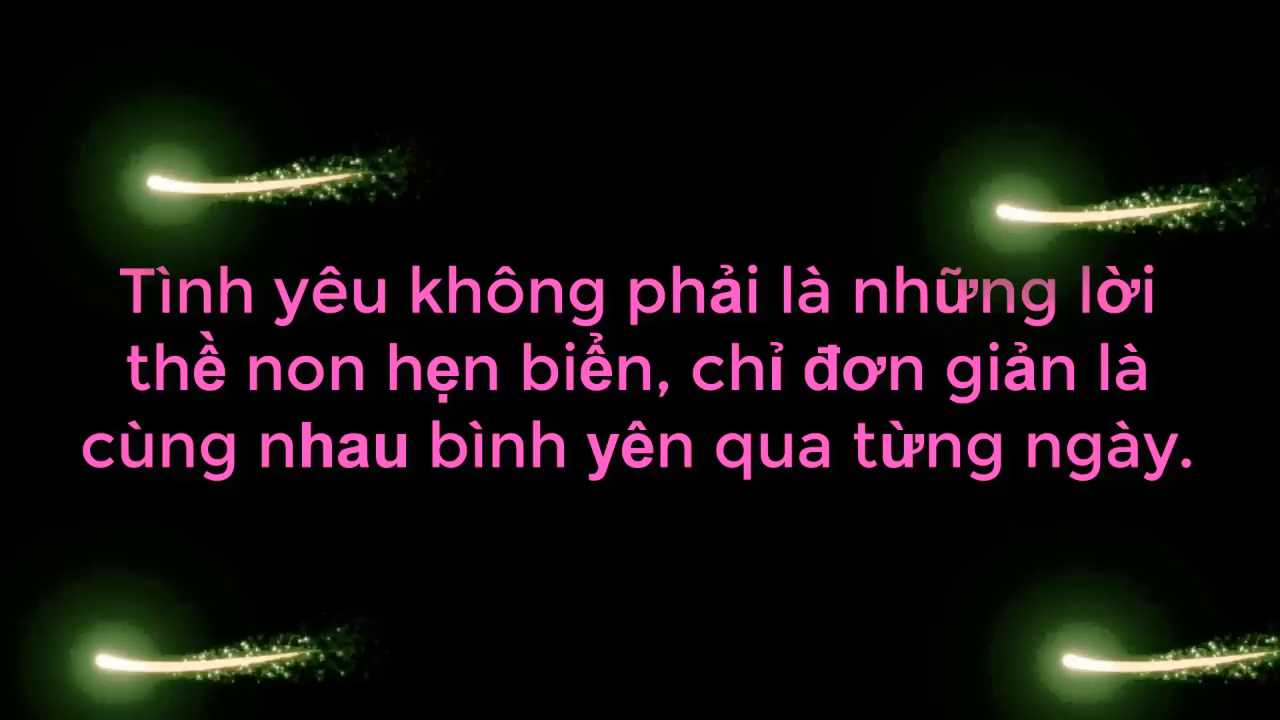 Tình yêu không phải là những lời
thề non hẹn biển, chỉ đơn giản là
cùng nhau bình yên qua từng ngày.